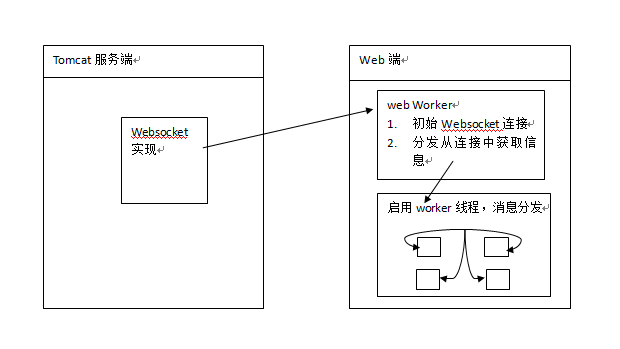 Tomcat 服务端
Websocket
实现
Web 端
web Worker
1. 初始 Websocket 连接
2. 分发从连接中获取信
息
启用 worker 线程，消息分发